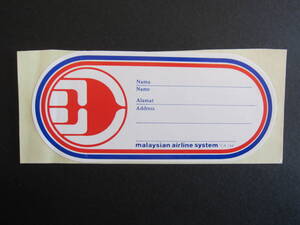 Nama
Name
Alamat
Address
malaysian airline system